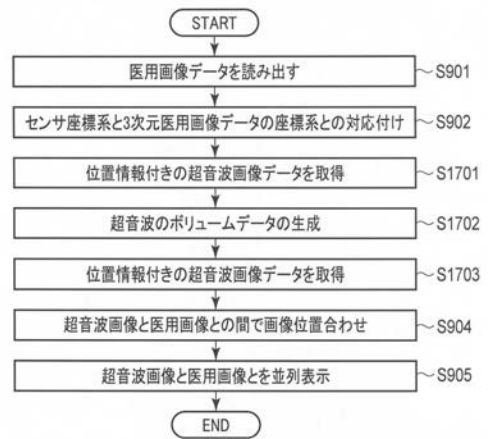 START
医用画像データを読み出す
S901
センサ座標系と3次元医用画像データの座標系との対応付け
S902
位置情報付きの超音波画像データを取得
S1701
超音波のボリュームデータの生成
S1702
位置情報付きの超音波画像データを取得
S1703
超音波画像と医用画像との間で画像位置合わせ
S904
超音波画像と医用画像とを並列表示
S905
END